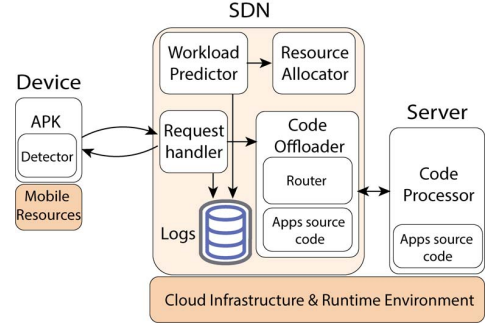 SDN
Device
APK
Detector
Mobile
Resources
Workload
Predictor
Resource
Allocator
Request
handler
Logs
Code
Offloader
Router
Apps source
code
Server
Code
Processor
Apps source
code
Cloud Infrastructure & Runtime Environment